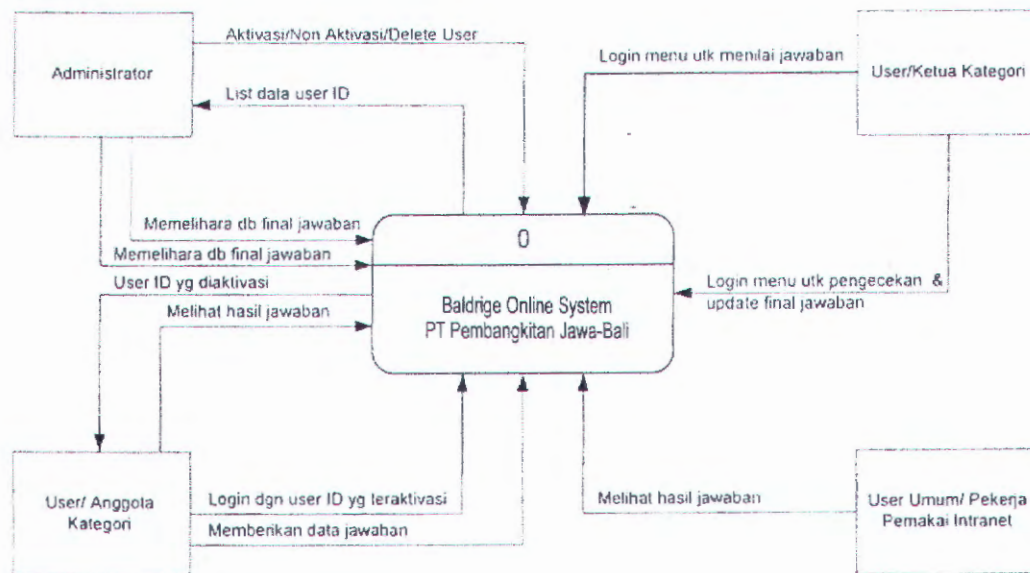 Aktivasi/Non Aktivasi/Delete User
Administrator
List data user ID
Login menu utk menilai jawaban
User/Ketua Kategori
Memelihara db final jawaban
Memelihara db final jawaban
User ID yg diaktivasi
Melihat hasil jawaban
0
Baldrige Online System
PT Pembangkitan Jawa-Bali
Login menu utk pengecekan &
update final jawaban
User/ Anggota
Kategori
Login dgn user ID yg teraktivasi
Memberikan data jawaban
Melihat hasil jawaban
User Umum/ Pekerja
Pemakai Intranet